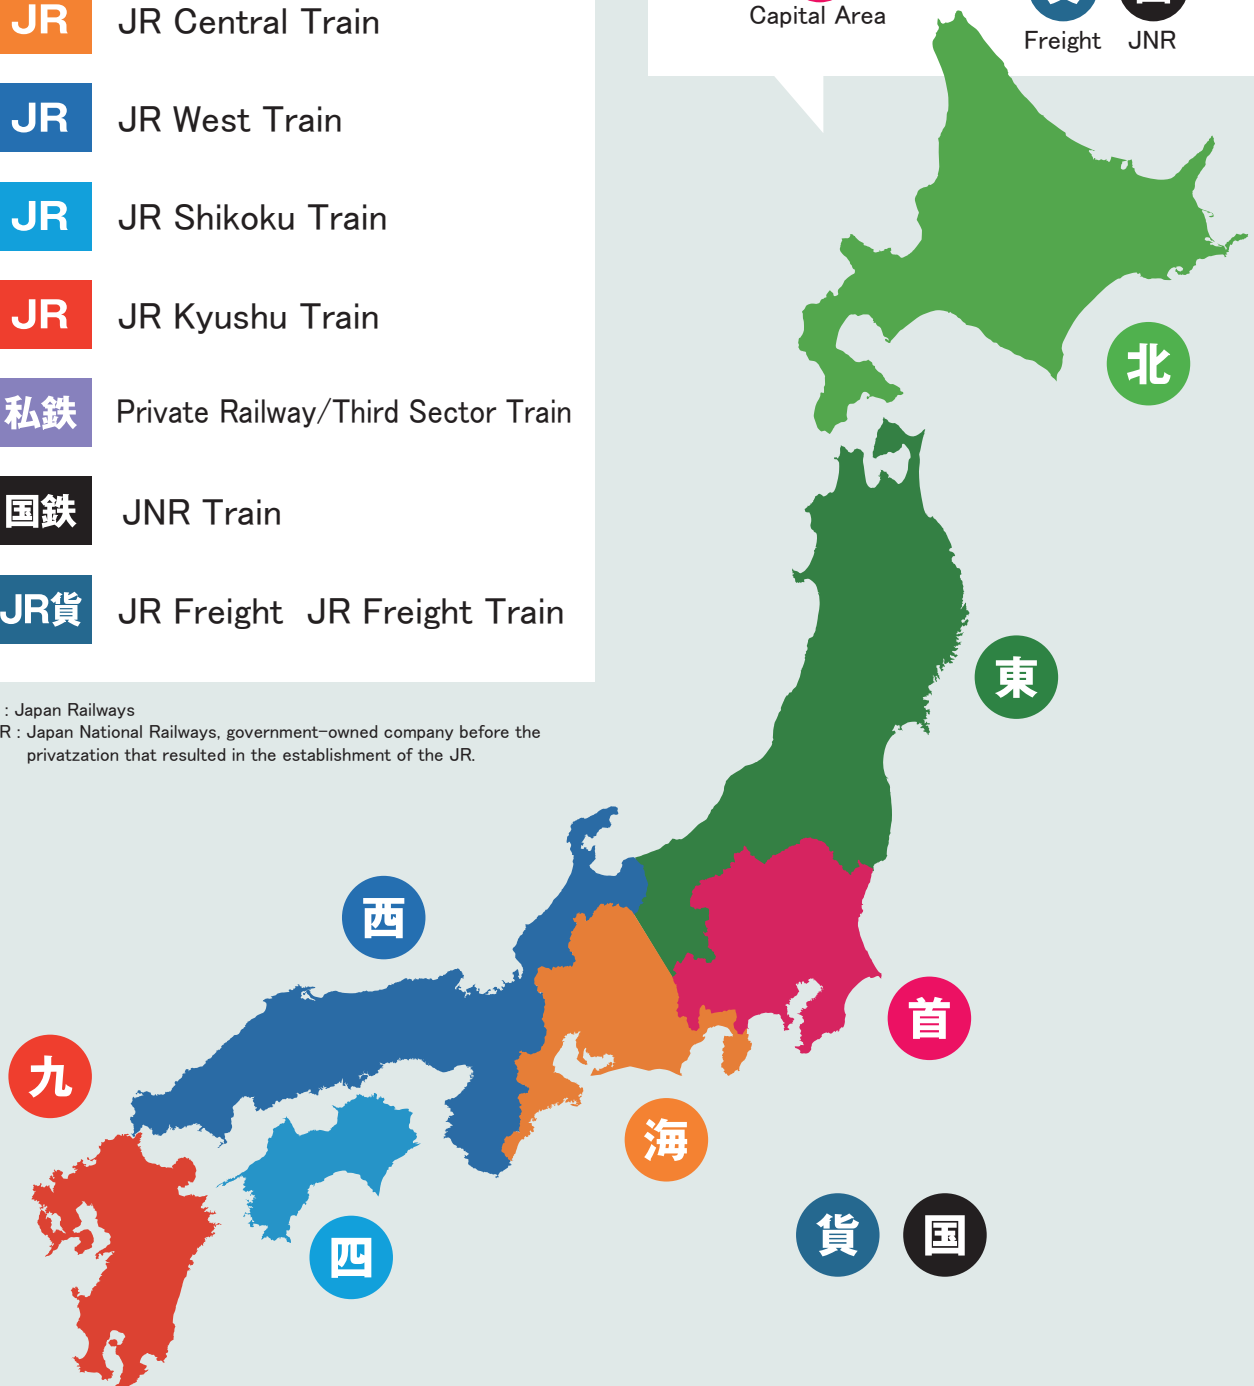 JR JR Central Train
Capital Area
Freight JNR
JR JR West Train
JR JR Shikoku Train
JR JR Kyushu Train
私鉄 Private Railway/Third Sector Train
国鉄 JNR Train
JR貨 JR Freight JR Freight Train
: Japan Railways
R : Japan National Railways, government-owned company before the
privatzation that resulted in the establishment of the JR.
北
東
西
首
九
海
貨 国
四